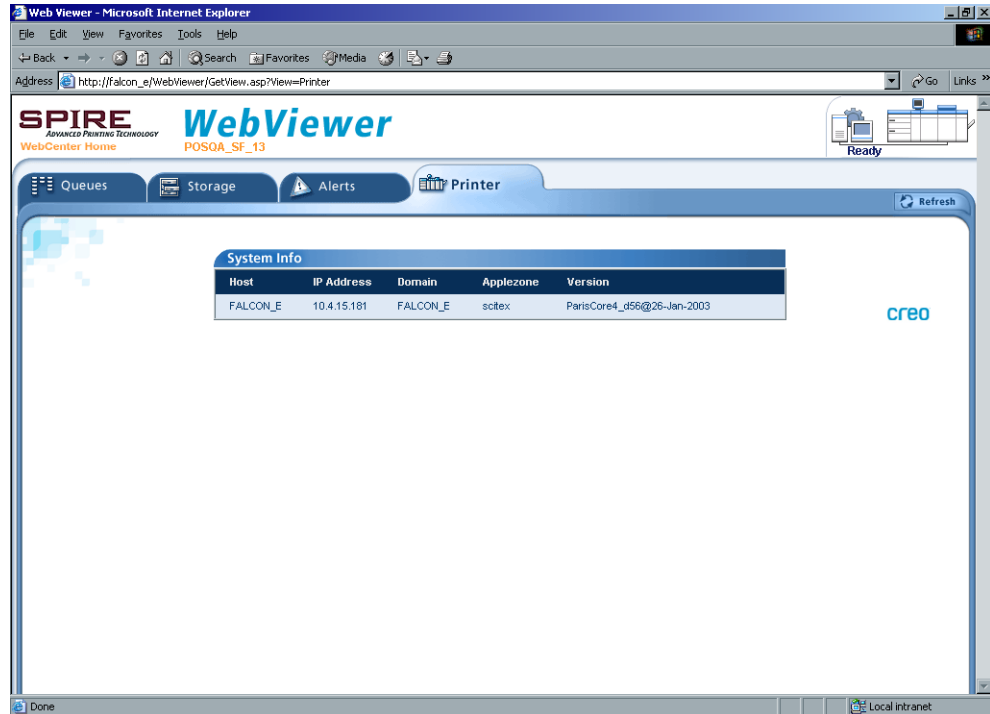 Web Viewer - Microsoft Internet Explorer
File Edit View Favorites Tools Help
Back Search Favorites Media
Address http://falcon_e/WebViewer/GetView.asp?View=Printer Go Links »
SPIRE
ADVANCED PRINTING TECHNOLOGY
WebCenter Home
WebViewer
POSQA_SF_13
Ready
Queues Storage Alerts Printer
Refresh
System Info
Host IP Address Domain Applezone Version
FALCON_E 10.4.15.181 FALCON_E scitex ParisCore4_d56@26-Jan-2003
creo
Done Local intranet